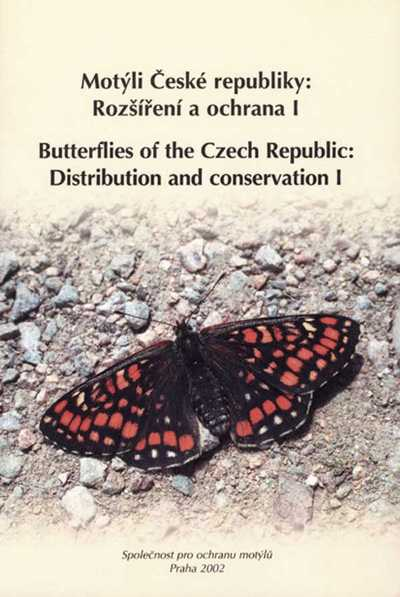 Motýli České republiky:
Rozšíření a ochrana I
Butterflies of the Czech Republic:
Distribution and conservation I
Společnost pro ochranu motýlů
Praha 2002